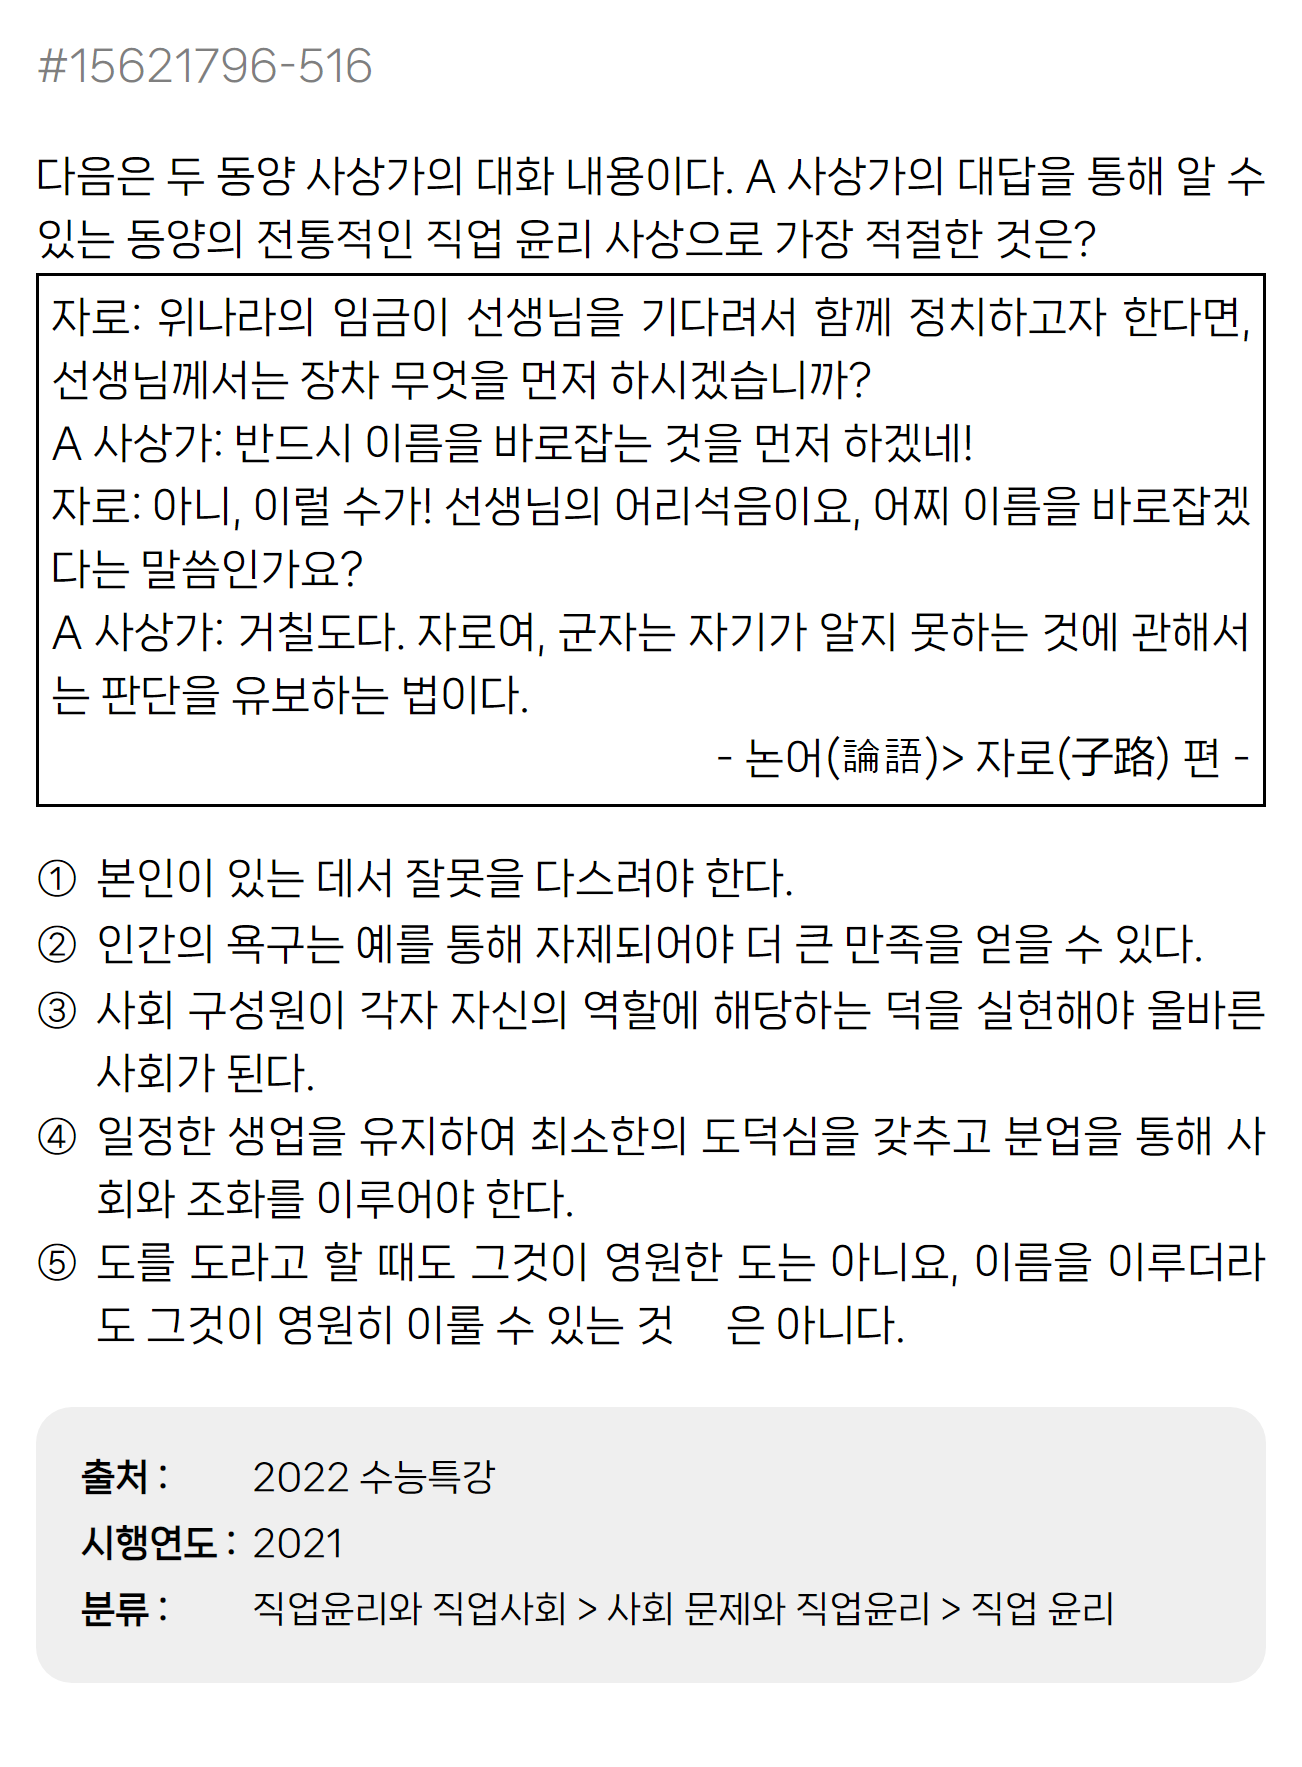 #15621796-516
다음은 두 동양 사상가의 대화 내용이다. A 사상가의 대답을 통해 알 수
있는 동양의 전통적인 직업 윤리 사상으로 가장 적절한 것은?
자로: 위나라의 임금이 선생님을 기다려서 함께 정치하고자 한다면,
선생님께서는 장차 무엇을 먼저 하시겠습니까?
A 사상가: 반드시 이름을 바로잡는 것을 먼저 하겠네!
자로: 아니, 이럴 수가! 선생님의 어리석음이요, 어찌 이름을 바로잡겠
다는 말씀인가요?
A 사상가: 거칠도다. 자로여, 군자는 자기가 알지 못하는 것에 관해서
는 판단을 유보하는 법이다.
- 논어(論語)> 자로(子路) 편 -
① 본인이 있는 데서 잘못을 다스려야 한다.
② 인간의 욕구는 예를 통해 자제되어야 더 큰 만족을 얻을 수 있다.
③ 사회 구성원이 각자 자신의 역할에 해당하는 덕을 실현해야 올바른
사회가 된다.
④ 일정한 생업을 유지하여 최소한의 도덕심을 갖추고 분업을 통해 사
회와 조화를 이루어야 한다.
⑤ 도를 도라고 할 때도 그것이 영원한 도는 아니요, 이름을 이루더라
도 그것이 영원히 이룰 수 있는 것 은 아니다.
출처 : 2022 수능특강
시행연도 : 2021
분류 : 직업윤리와 직업사회 > 사회 문제와 직업윤리 > 직업 윤리